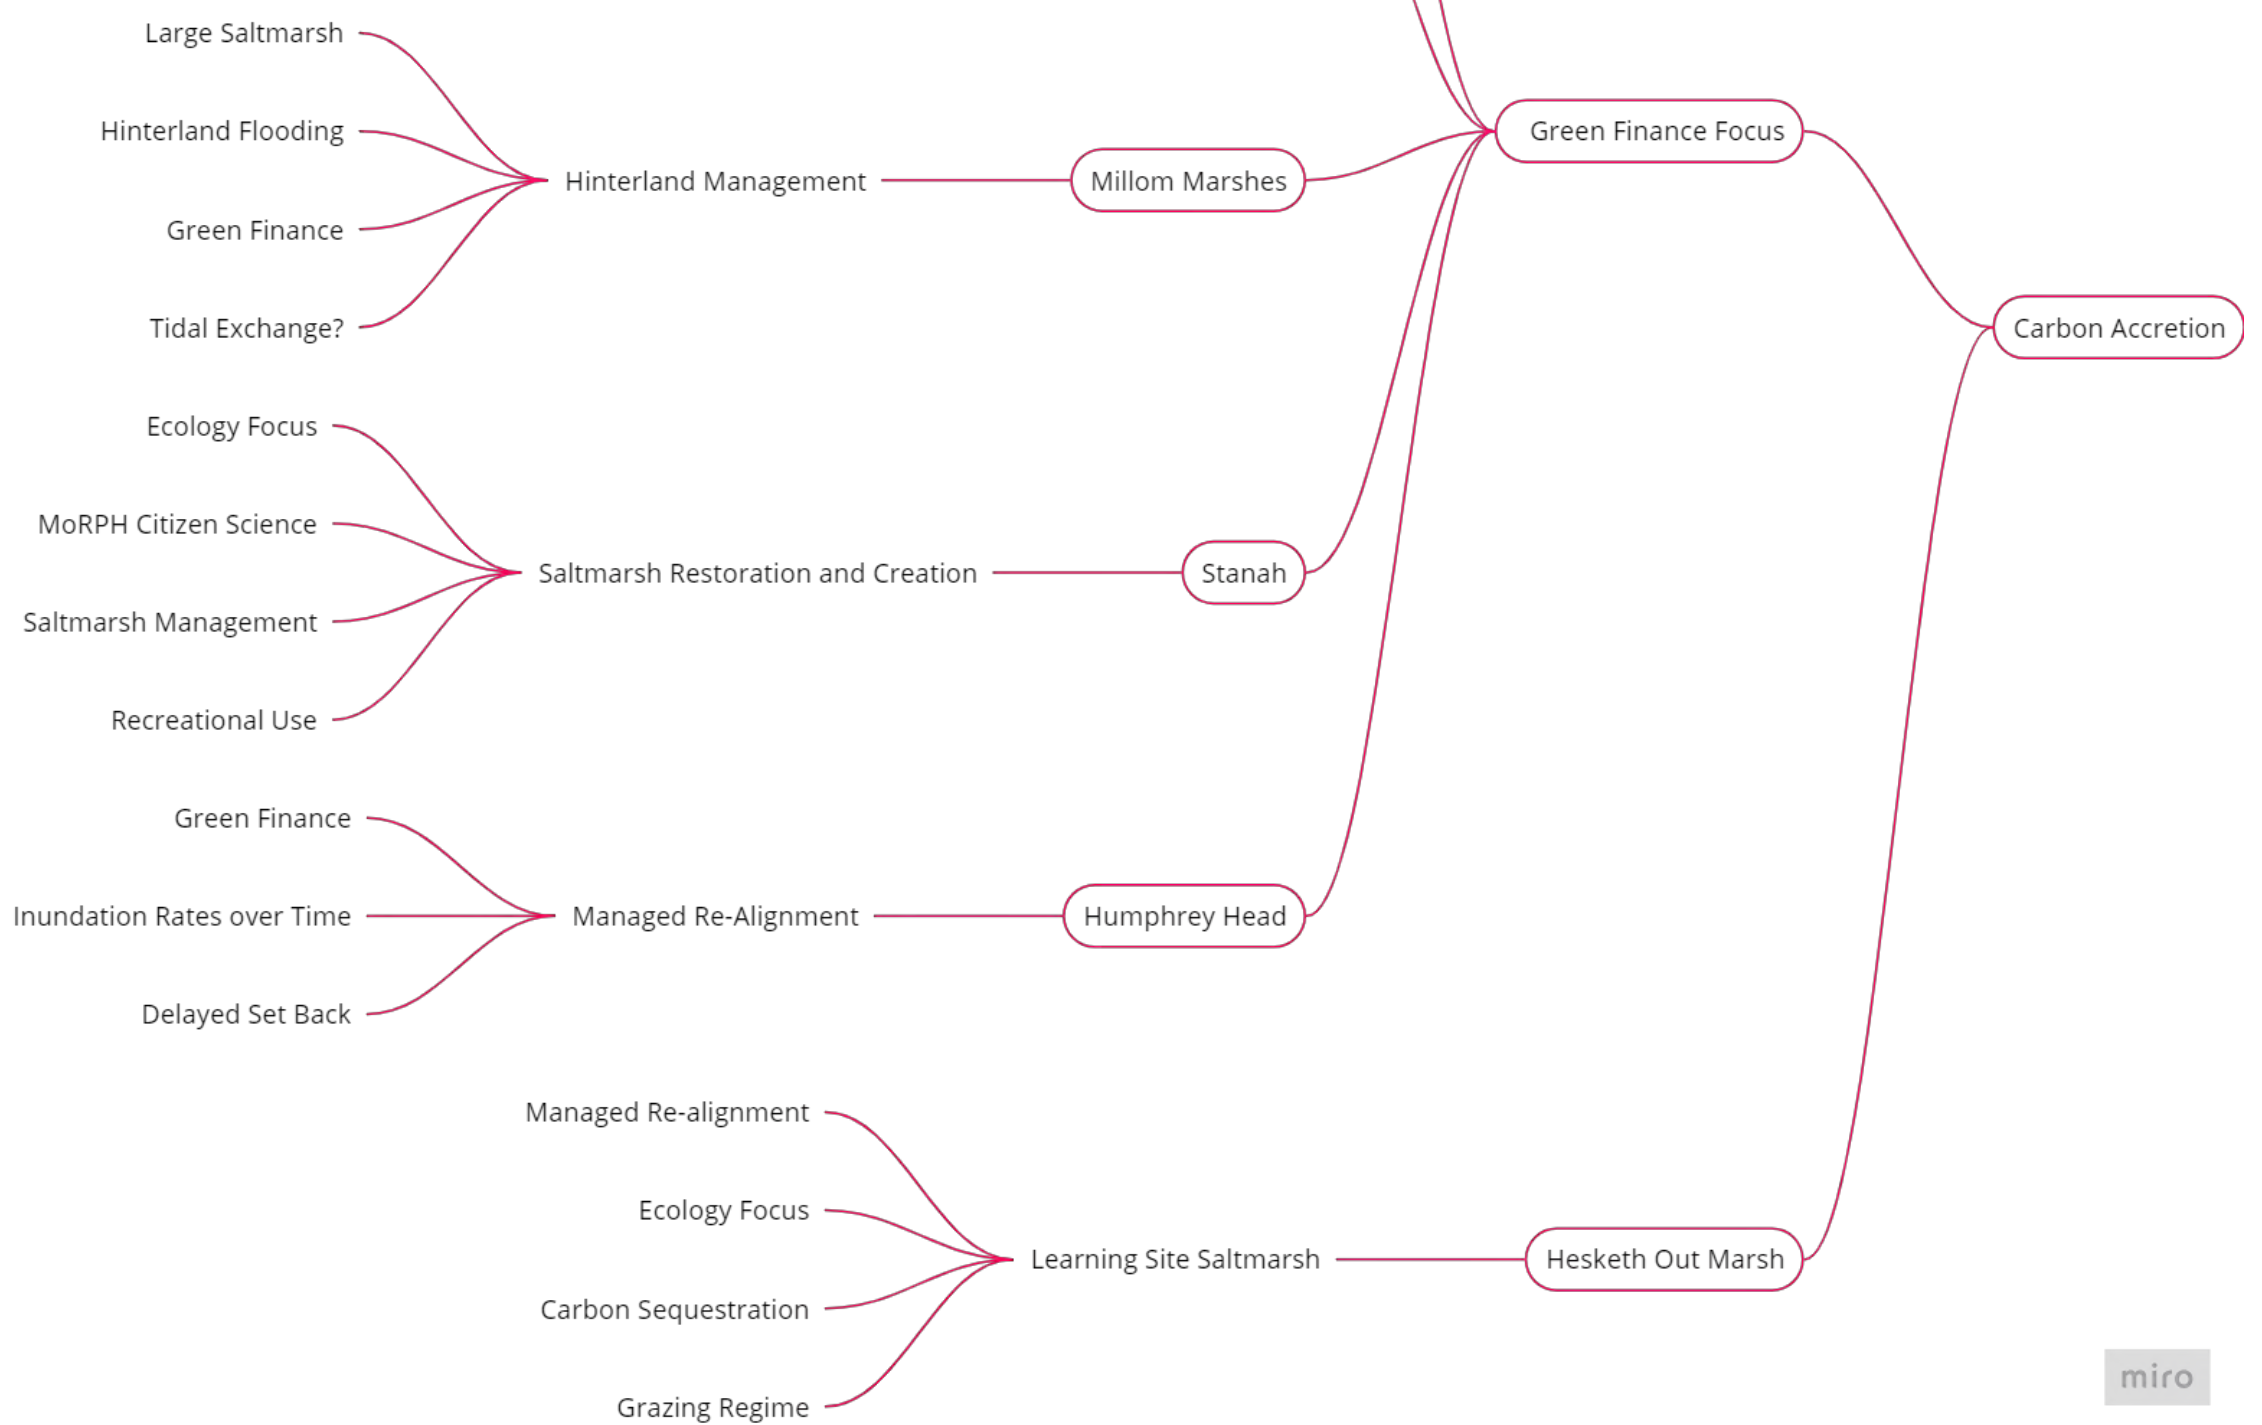 Large Saltmarsh
Hinterland Flooding
Green Finance
Tidal Exchange?
Hinterland Management
Millom Marshes
Green Finance Focus
Carbon Accretion
Ecology Focus
MoRPH Citizen Science
Saltmarsh Management
Recreational Use
Saltmarsh Restoration and Creation
Stanah
Green Finance
Inundation Rates over Time
Delayed Set Back
Managed Re-Alignment
Humphrey Head
Managed Re-alignment
Ecology Focus
Carbon Sequestration
Grazing Regime
Learning Site Saltmarsh
Hesketh Out Marsh
miro